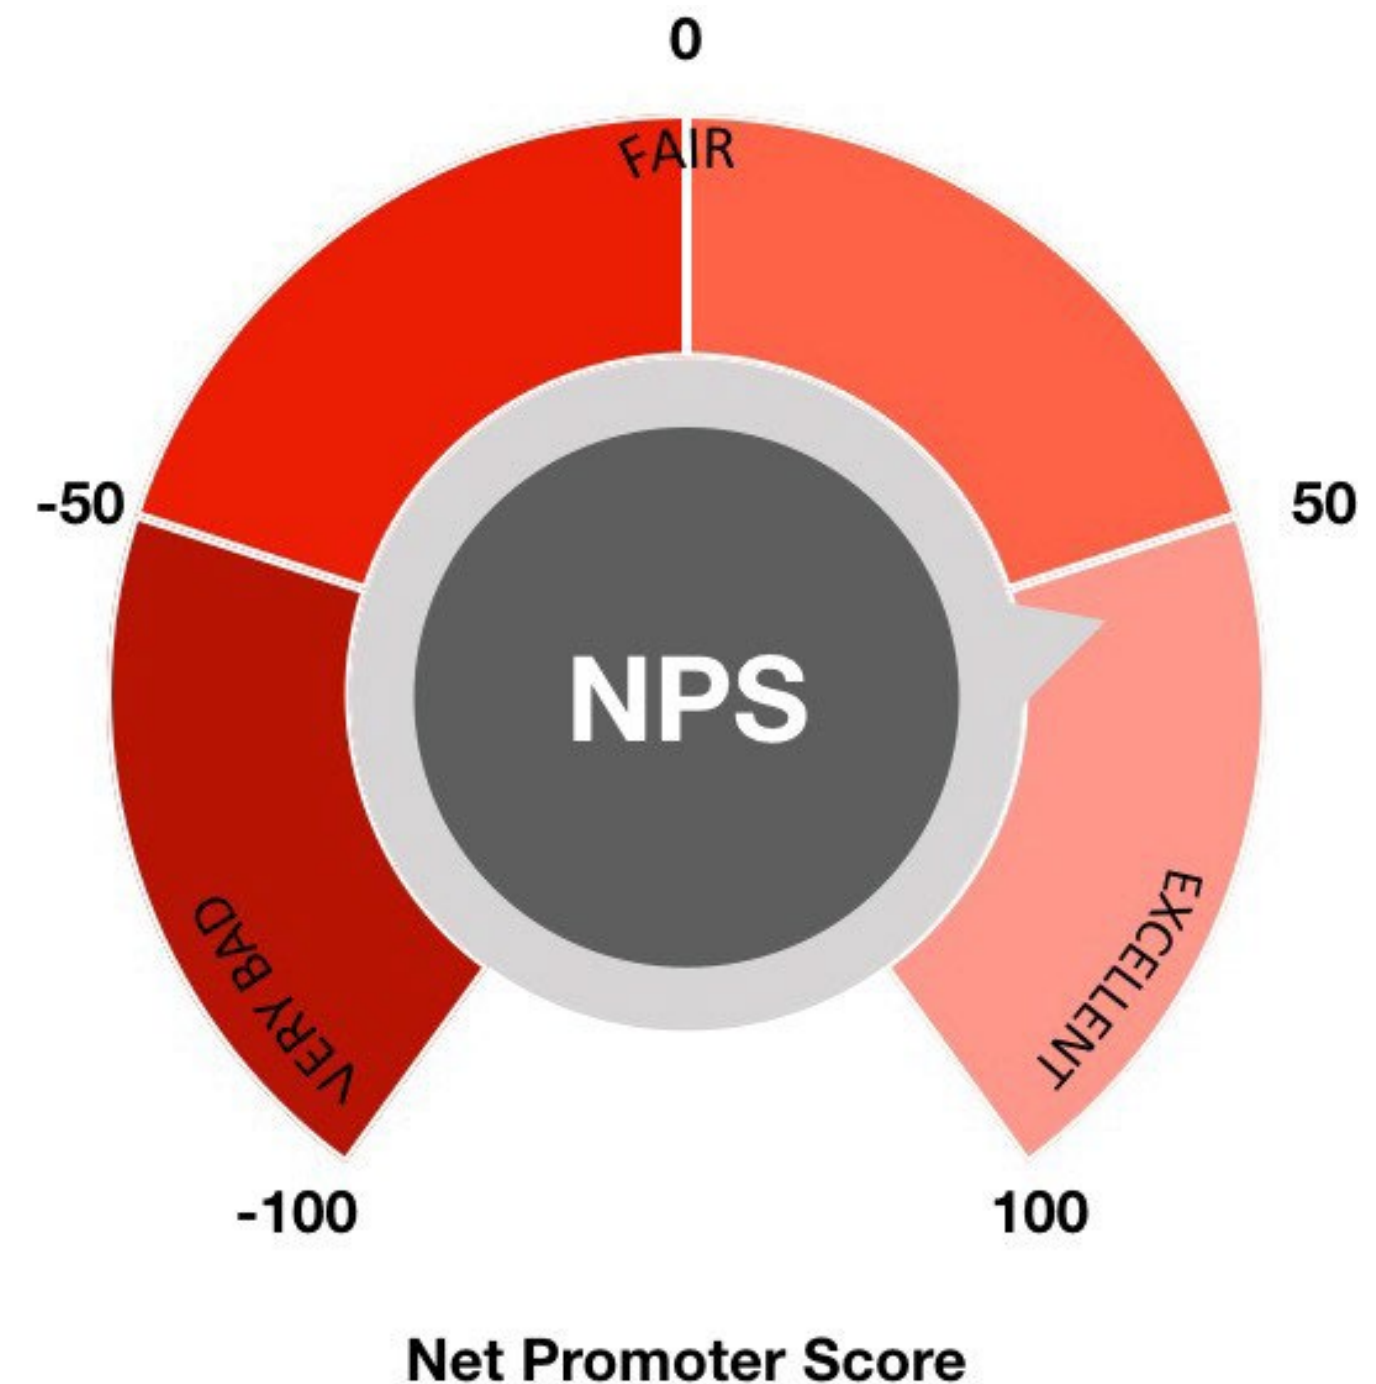 0
FAIR
-50
50
NPS
VERY BAD
EXCELLENT
-100
100
Net Promoter Score